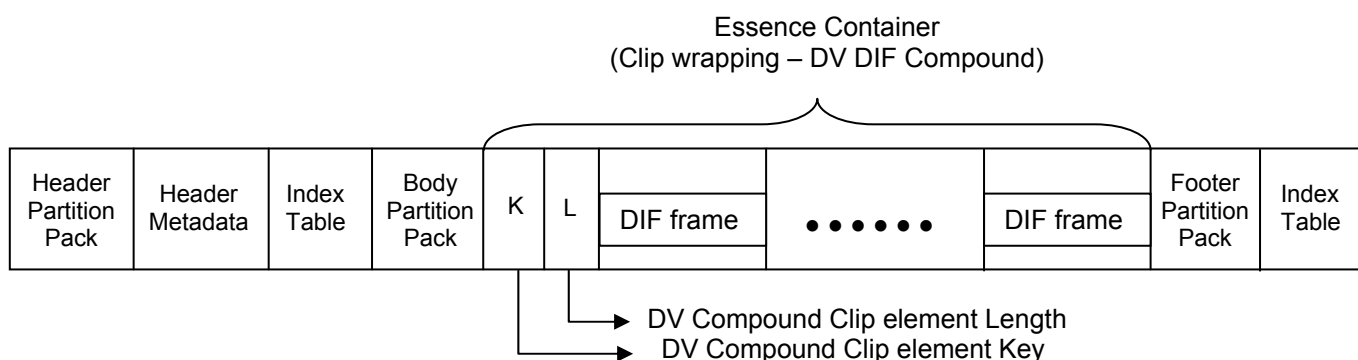 Essence Container
(Clip wrapping – DV DIF Compound)
Header
Partition
Pack
Header
Metadata
Index
Table
Body
Partition
Pack
K
L
DIF frame
••••••
DIF frame
Footer
Partition
Pack
Index
Table
DV Compound Clip element Length
DV Compound Clip element Key